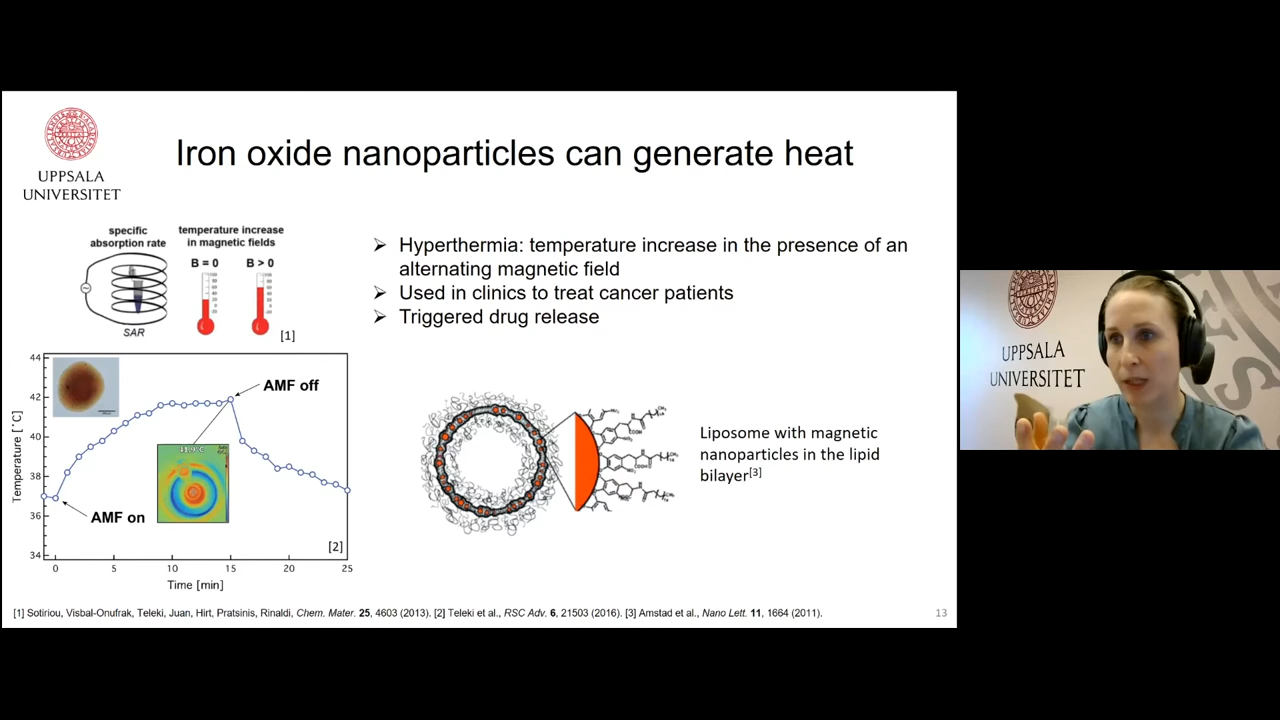 UPPSALA
UNIVERSITET
Iron oxide nanoparticles can generate heat
specific
absorption rate
temperature increase
in magnetic fields
B = 0
B > 0
SAR
[1]
➢ Hyperthermia: temperature increase in the presence of an
alternating magnetic field
➢ Used in clinics to treat cancer patients
➢ Triggered drug release
44
42
40
38
36
34
Temperature [˚C]
AMF off
AMF on
41.9°C
[2]
0
5
10
15
20
25
Time [min]
Liposome with magnetic
nanoparticles in the lipid
bilayer[3]
[1] Sotiriou, Visbal-Onufrak, Teleki, Juan, Hirt, Pratsinis, Rinaldi, Chem. Mater. 25, 4603 (2013). [2] Teleki et al., RSC Adv. 6, 21503 (2016). [3] Amstad et al., Nano Lett. 11, 1664 (2011).
13
UPPSALA
UNIVERSITET